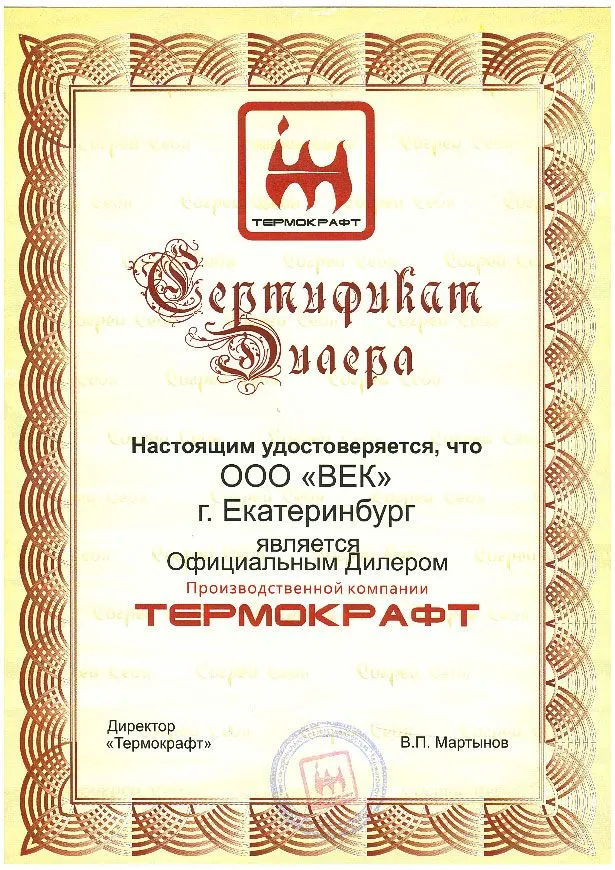 ТЕРМОКРАФТ
Сертификат
Дилера
Настоящим удостоверяется, что
ООО «ВЕК»
г. Екатеринбург
является
Официальным Дилером
Производственной компании
ТЕРМОКРАФТ
Директор
«Термокрафт»
В.П. Мартынов